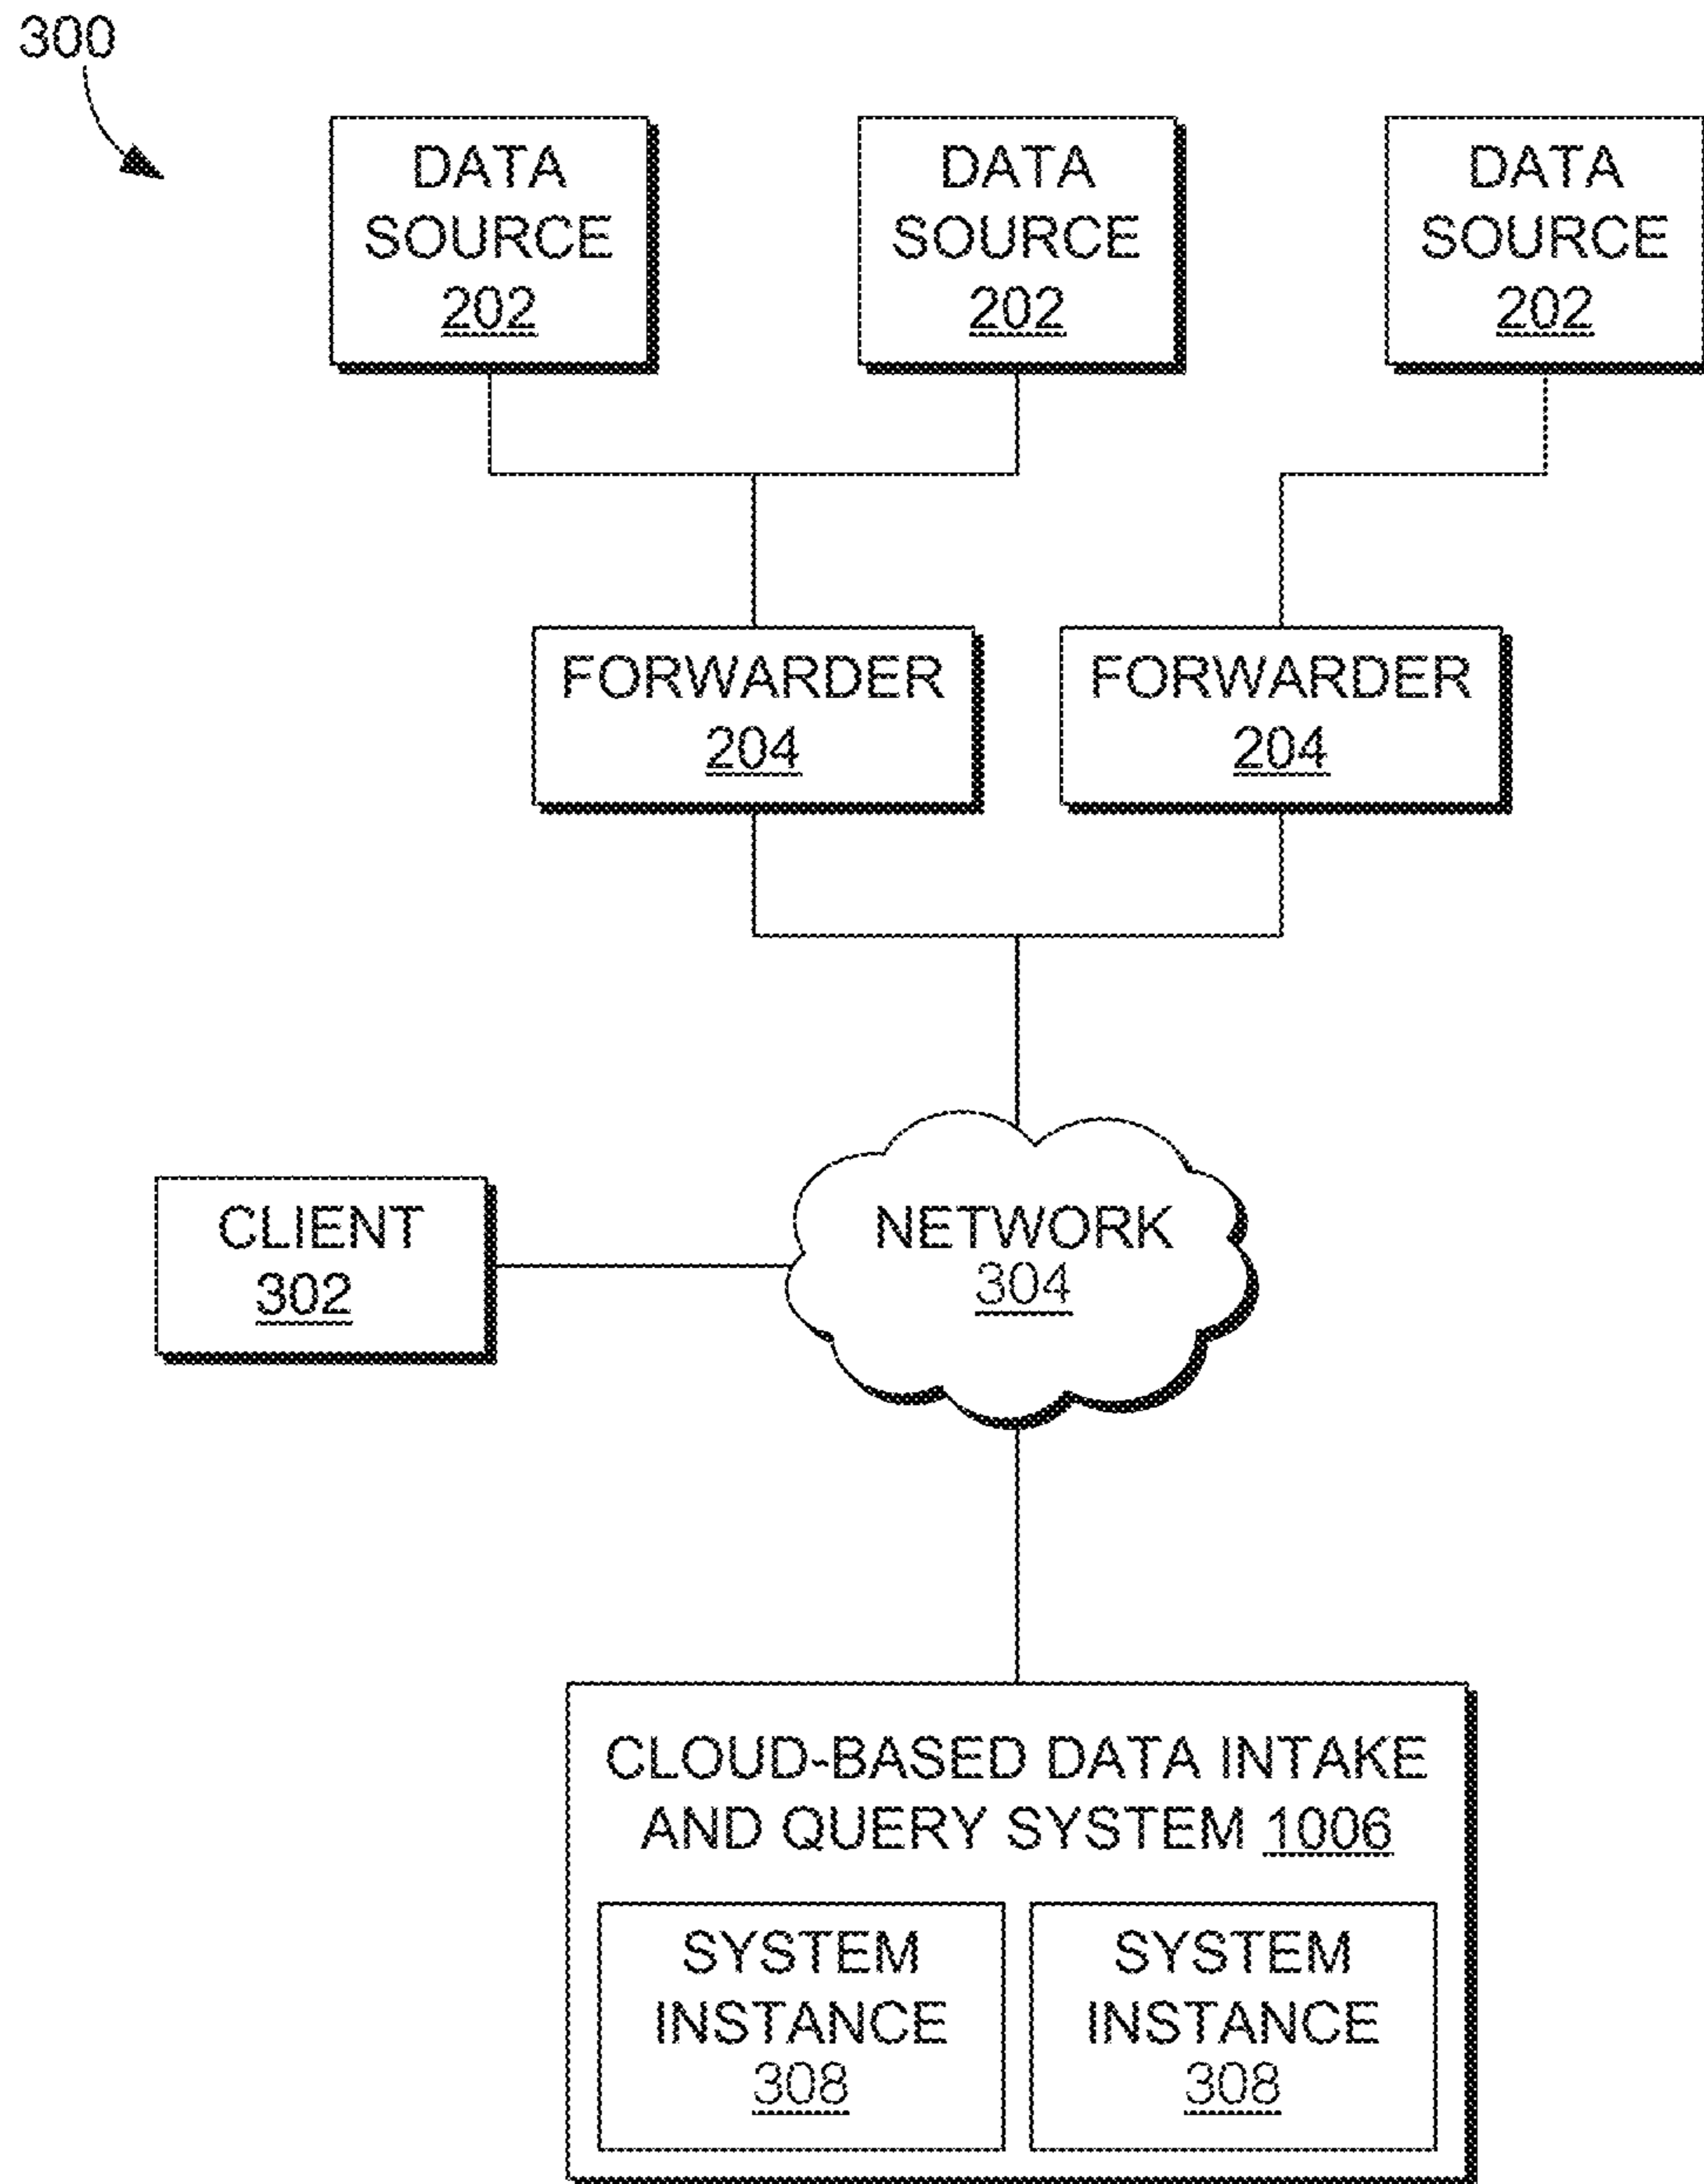 300
DATA
SOURCE
202
DATA
SOURCE
202
DATA
SOURCE
202
FORWARDER
204
FORWARDER
204
CLIENT
302
NETWORK
304
CLOUD-BASED DATA INTAKE
AND QUERY SYSTEM 1006
SYSTEM
INSTANCE
308
SYSTEM
INSTANCE
308